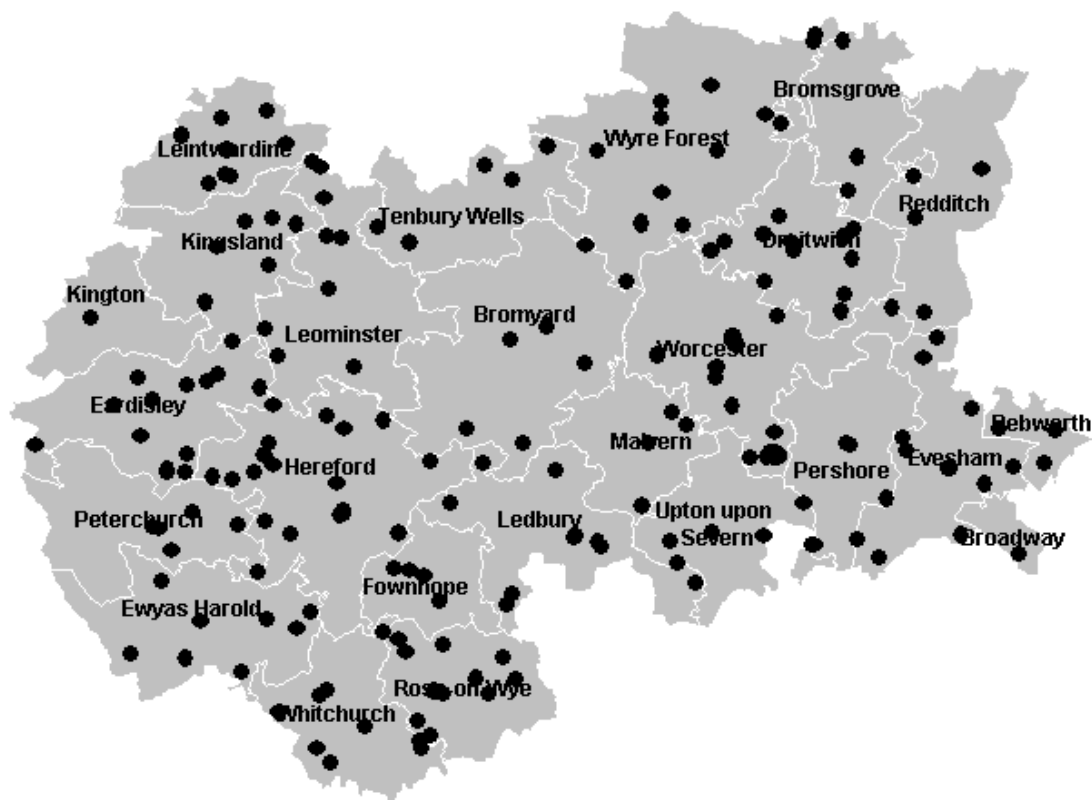 Bromsgrove
Wyre Forest
Leintwardine
Redditch
Tenbury Wells
Kingsland
Droitwich
Kington
Bromyard
Leominster
Worcester
Eardisley
Bebworth
Malvern
Hereford
Pershore
Evesham
Peterchurch
Ledbury
Upton upon
Severn
Broadway
Fownhope
Ewyas Harold
Ross on Wye
Whitchurch